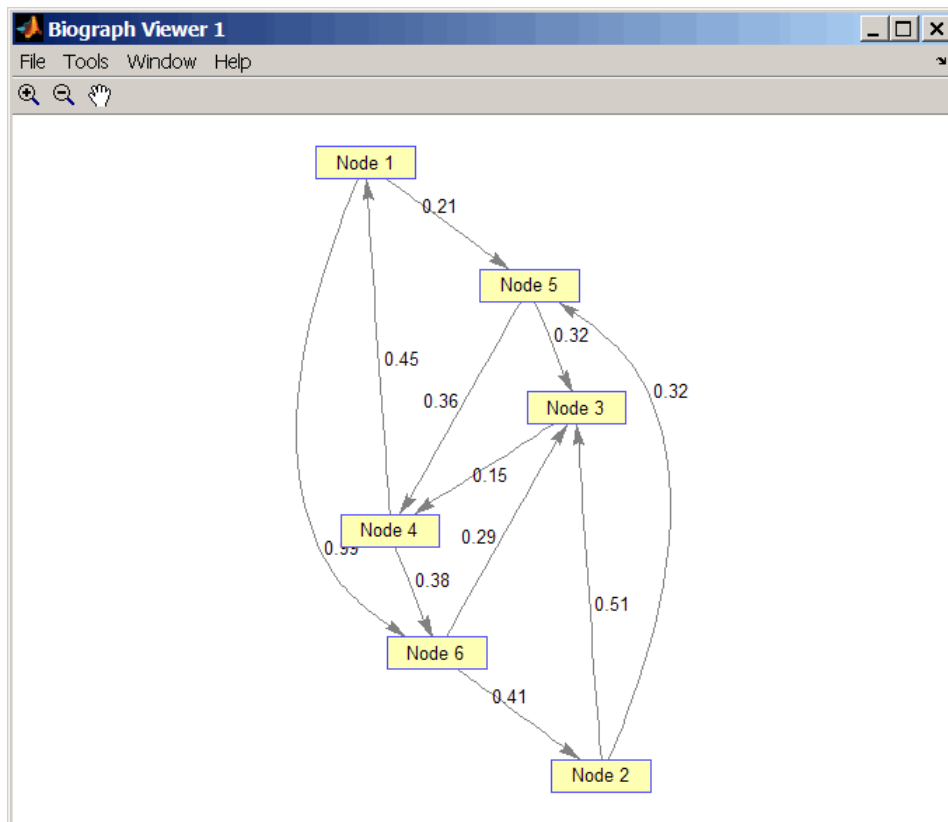 Biograph Viewer 1
File Tools Window Help
Node 1
0.21
Node 5
0.32
0.45
0.36
0.32
Node 3
0.15
Node 4
0.29
0.99
0.38
0.51
Node 6
0.41
Node 2